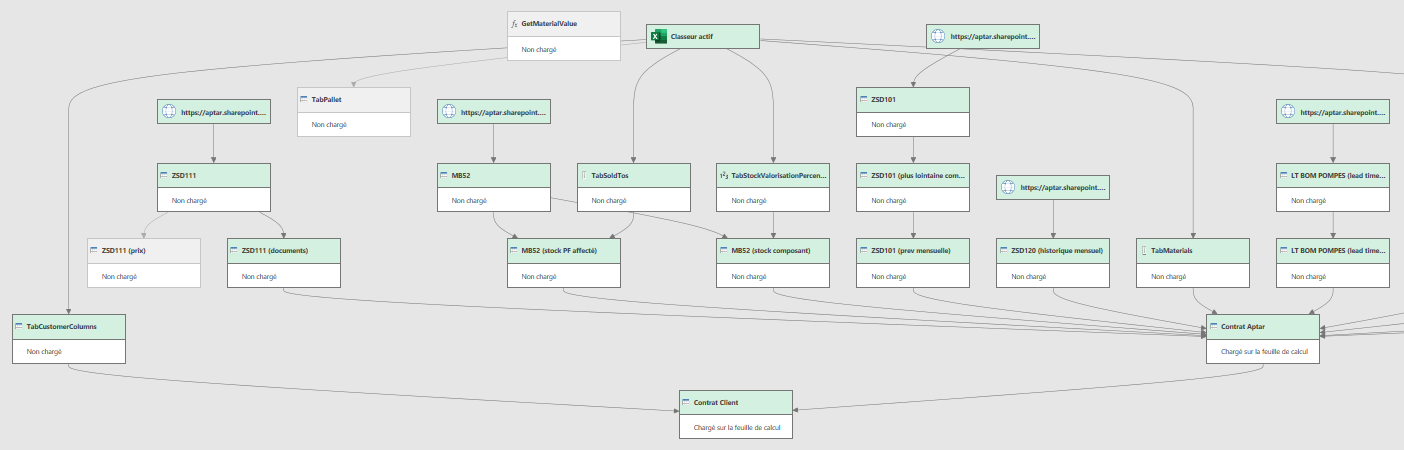 GetMaterialValue
Non chargé
Classeur actif
https://aptar.sharepoint....
TabPallet
Non chargé
https://aptar.sharepoint....
https://aptar.sharepoint....
ZSD101
Non chargé
https://aptar.sharepoint....
ZSD111
Non chargé
MB52
Non chargé
TabSoldTos
Non chargé
TabStockValorisationPercen...
Non chargé
ZSD101 (plus lointaine com...
Non chargé
https://aptar.sharepoint....
LT BOM POMPES (lead time...
Non chargé
ZSD111 (prix)
Non chargé
ZSD111 (documents)
Non chargé
MB52 (stock PF affecté)
Non chargé
MB52 (stock composant)
Non chargé
ZSD101 (prev mensuelle)
Non chargé
ZSD120 (historique mensuel)
Non chargé
TabMaterials
Non chargé
LT BOM POMPES (lead time...
Non chargé
TabCustomerColumns
Non chargé
Contrat Aptar
Chargé sur la feuille de calcul
Contrat Client
Chargé sur la feuille de calcul